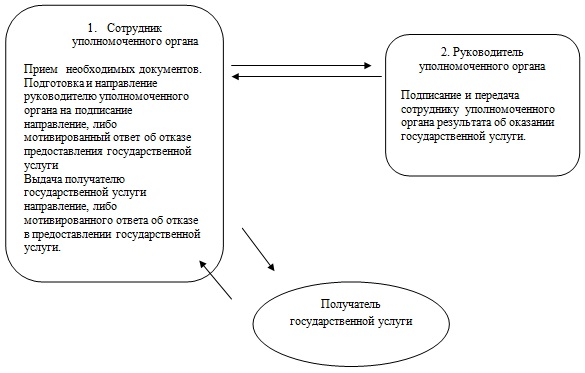 1. Сотрудник
уполномоченного органа
Прием необходимых документов.
Подготовка и направление
руководителю уполномоченного
органа на подписание
направление, либо
мотивированный ответ об отказе
предоставления государственной
услуги
Выдача получателю
государственной услуги
направление, либо
мотивированного ответа об отказе
в предоставлении государственной
услуги.
2. Руководитель
уполномоченного органа
Подписание и передача
сотруднику уполномоченного
органа результата об оказании
государственной услуги.
Получатель
государственной услуги